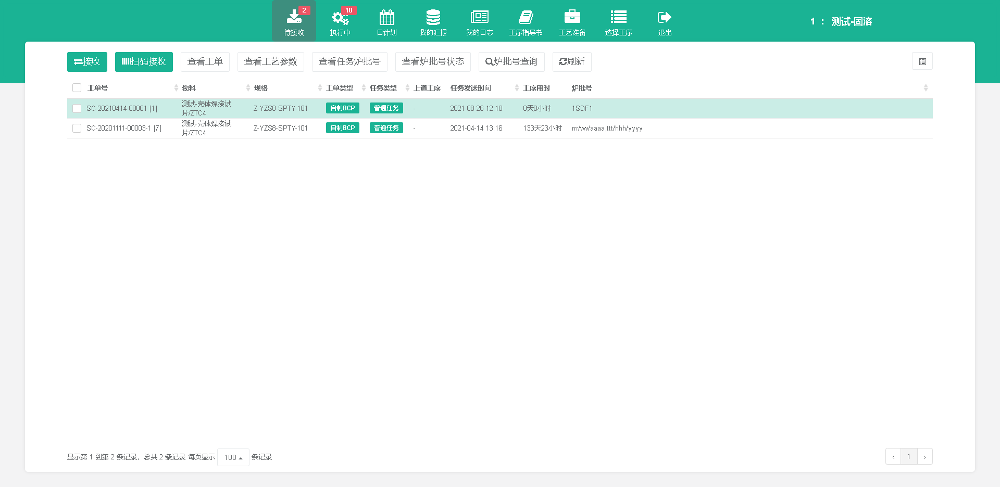 2
10
待接收
执行中
日计划
我的汇报
我的日志
工序指导书
工艺准备
选择工序
退出
1 ： 测试-固溶
接收
扫码接收
查看工单
查看工艺参数
查看任务炉批号
查看炉批号状态
炉批号查询
刷新
工单号 物料 规格 工单类型 任务类型 上道工序 任务发送时间 工序用时 炉批号
SC-20210414-00001 [1] 测试-壳体焊接试 Z-YZS8-SPTY-101 自制BCP 普通任务 - 2021-08-26 12:10 0天0小时 1SDF1
片/ZTC4
SC-20201111-00003-1 [7] 测试-壳体焊接试 Z-YZS8-SPTY-101 自制BCP 普通任务 - 2021-04-14 13:16 133天23小时 rrr/vw/aaaa,ttt/hhh/yyyy
片/ZTC4
显示第 1 到第 2 条记录，总共 2 条记录 每页显示 100 条记录
‹ 1 ›